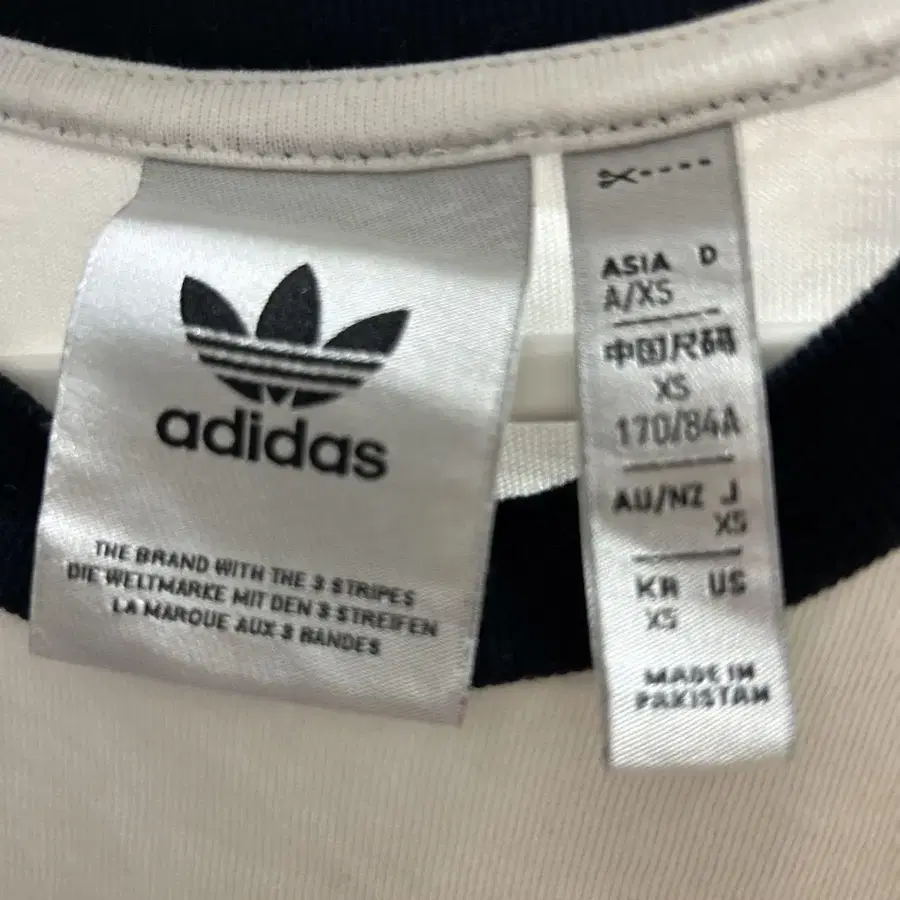 adidas
THE BRAND WITH THE 3 STRIPES
DIE WELTMARKE MIT DEN 3 STREIFEN
LA MARQUE AUX 3 BANDES
ASIA D
A/XS
中国尺码
XS
170/84A
AU/NZ J
XS
KR US
XS
MADE IN
PAKISTAN